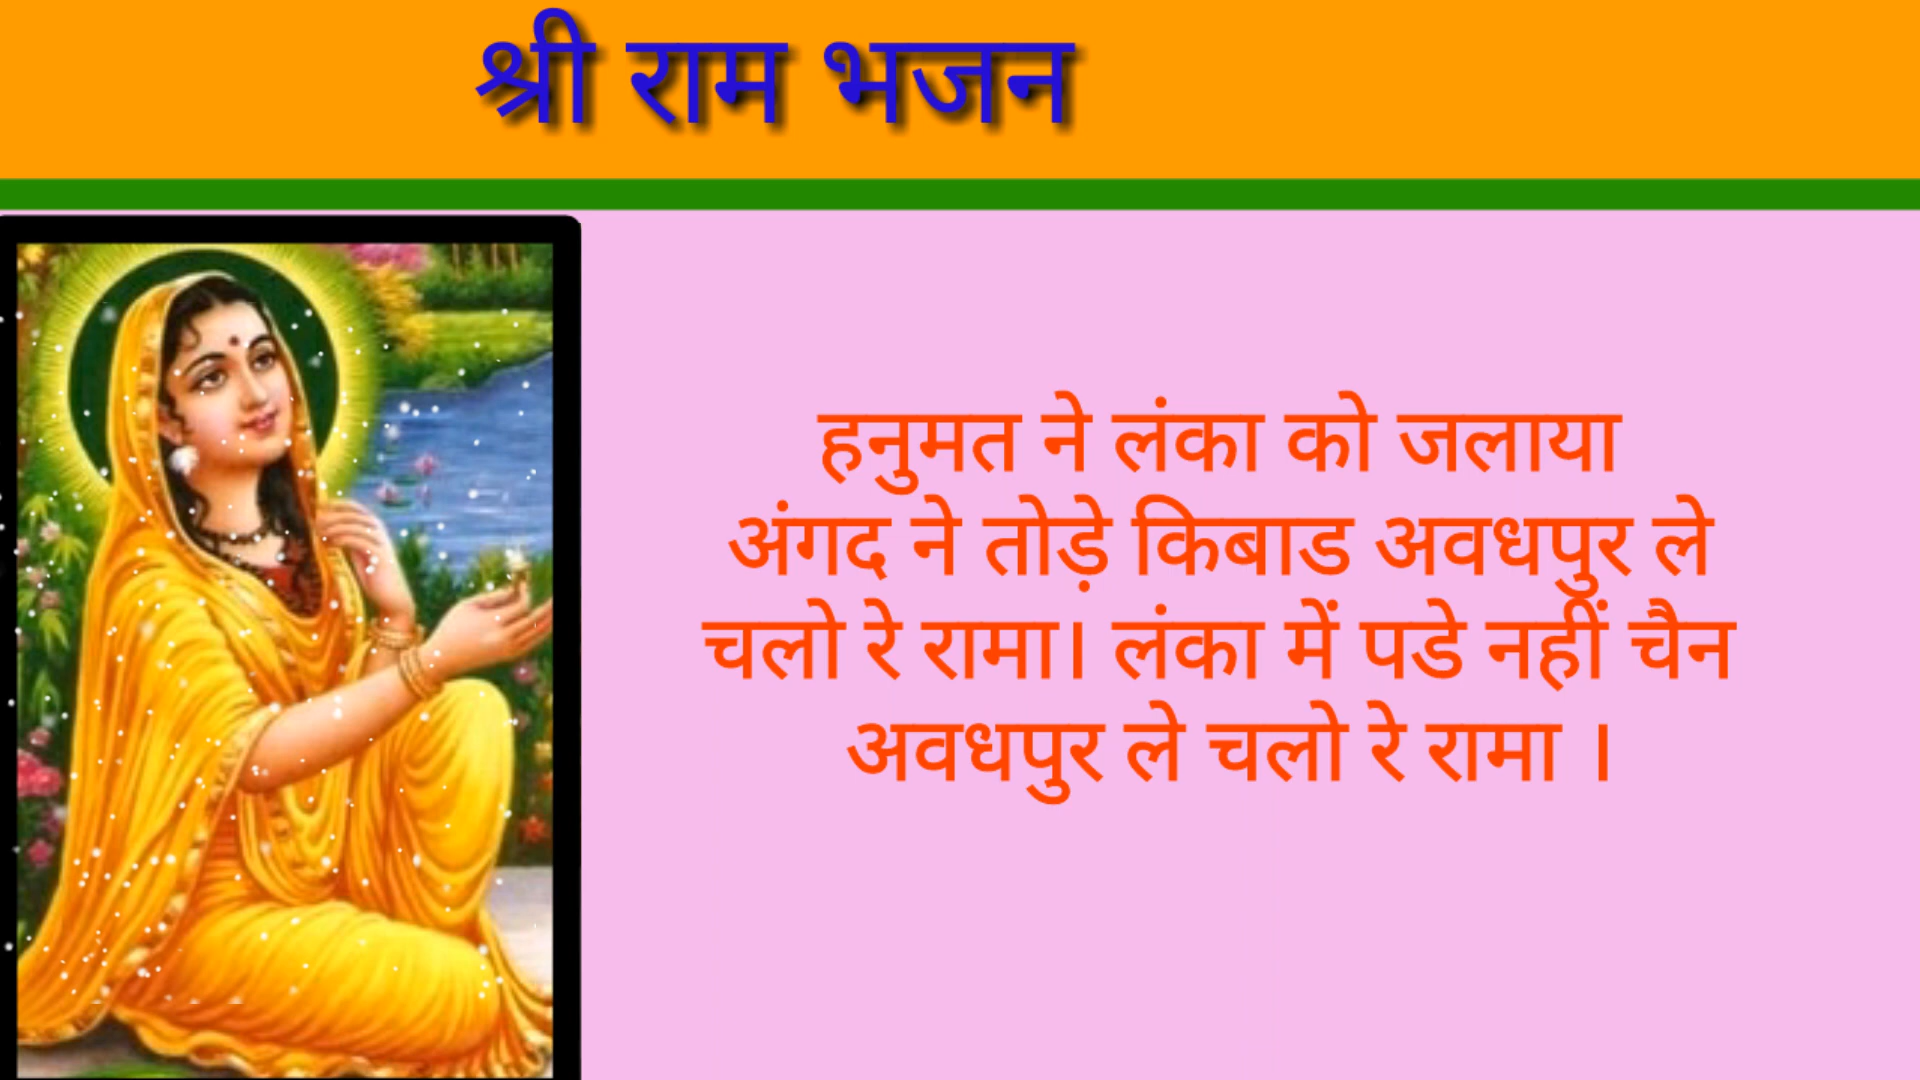 श्री राम भजन
हनुमत ने लंका को जलाया
अंगद ने तोड़े किबाड अवधपुर ले
चलो रे रामा। लंका में पडे नहीं चैन
अवधपुर ले चलो रे रामा ।